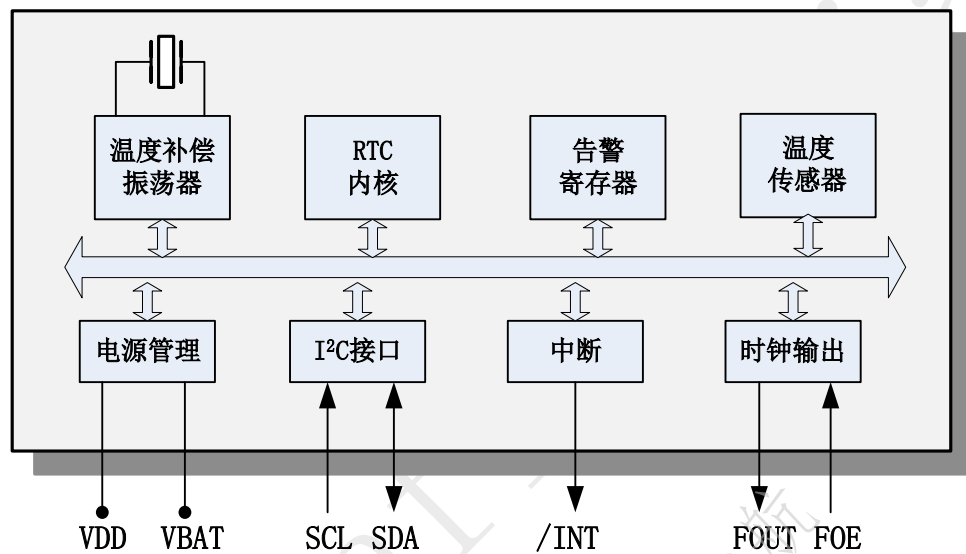 温度补偿
振荡器
RTC
内核
告警
寄存器
温度
传感器
电源管理
I²C接口
中断
时钟输出
VDD VBAT SCL SDA /INT FOUT FOE